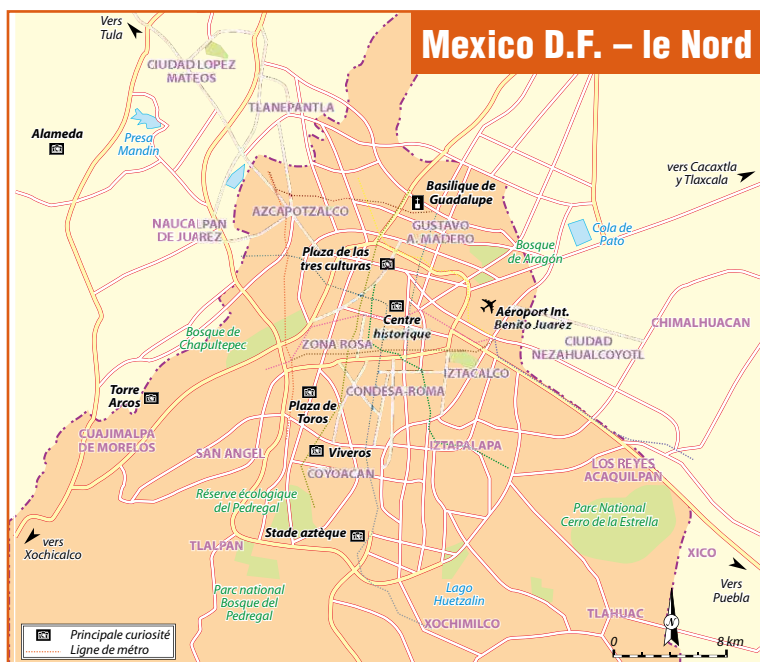 Mexico D.F. – le Nord
Vers
Tula
CIUDAD LOPEZ
MATEOS
TLANEPANTLA
Alameda
Presa
Mandin
vers Cacaxtla
y Tlaxcala
Basilique de
Guadalupe
AZCAPOTZALCO
NAUCALPAN
DE JUAREZ
GUSTAVO
A. MADERO
Cola de
Pato
Plaza de las
tres culturas
Bosque
de Aragón
Aéroport Int.
Benito Juarez
Centre
historique
CHIMALHUACAN
Bosque de
Chapultepec
ZONA ROSA
CIUDAD
NEZAHUALCOYOTL
IZTACALCO
Torre
Arcos
CONDESA-ROMA
Plaza de
Toros
CUAJIMALPA
DE MORELOS
SAN ANGEL
Viveros
IZTAPALAPA
COYOACAN
LOS REYES
ACAQUILPAN
Réserve écologique
del Pedregal
Parc National
Cerro de la Estrella
Stade aztèque
vers
Xochicalco
TLALPAN
XICO
Parc national
Bosque del
Pedregal
Lago
Huetzalin
Vers
Puebla
XOCHIMILCO
TLAHUAC
N
0 8 km
Principale curiosité
Ligne de métro